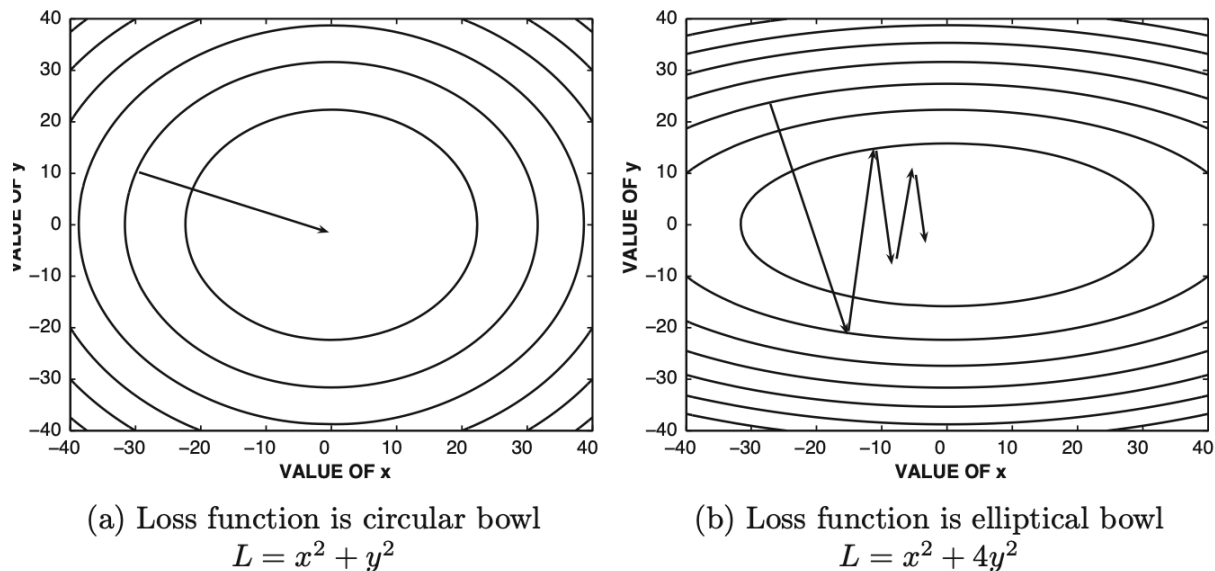 40
30
20
10
0
−10
−20
−30
−40
VALUE OF y
−40 −30 −20 −10 0 10 20 30 40
VALUE OF x
(a) Loss function is circular bowl
L = x² + y²
40
30
20
10
0
−10
−20
−30
−40
VALUE OF y
−40 −30 −20 −10 0 10 20 30 40
VALUE OF x
(b) Loss function is elliptical bowl
L = x² + 4y²